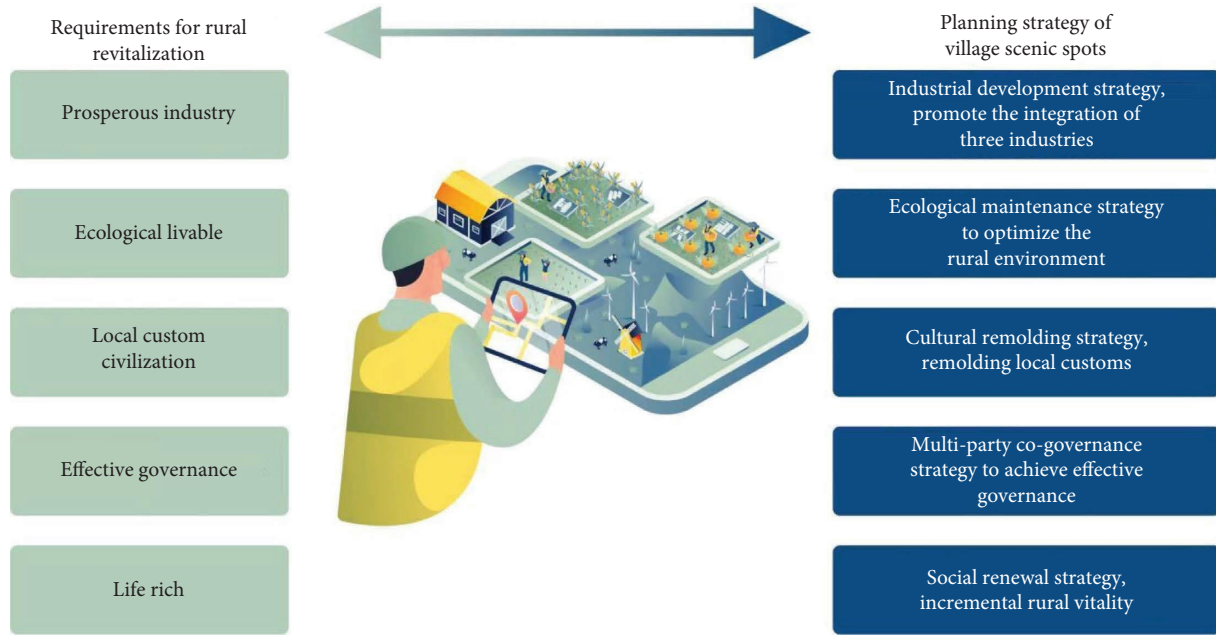 Requirements for rural
revitalization
Prosperous industry
Ecological livable
Local custom
civilization
Effective governance
Life rich
Planning strategy of
village scenic spots
Industrial development strategy,
promote the integration of
three industries
Ecological maintenance strategy
to optimize the
rural environment
Cultural remolding strategy,
remolding local customs
Multi-party co-governance
strategy to achieve effective
governance
Social renewal strategy,
incremental rural vitality